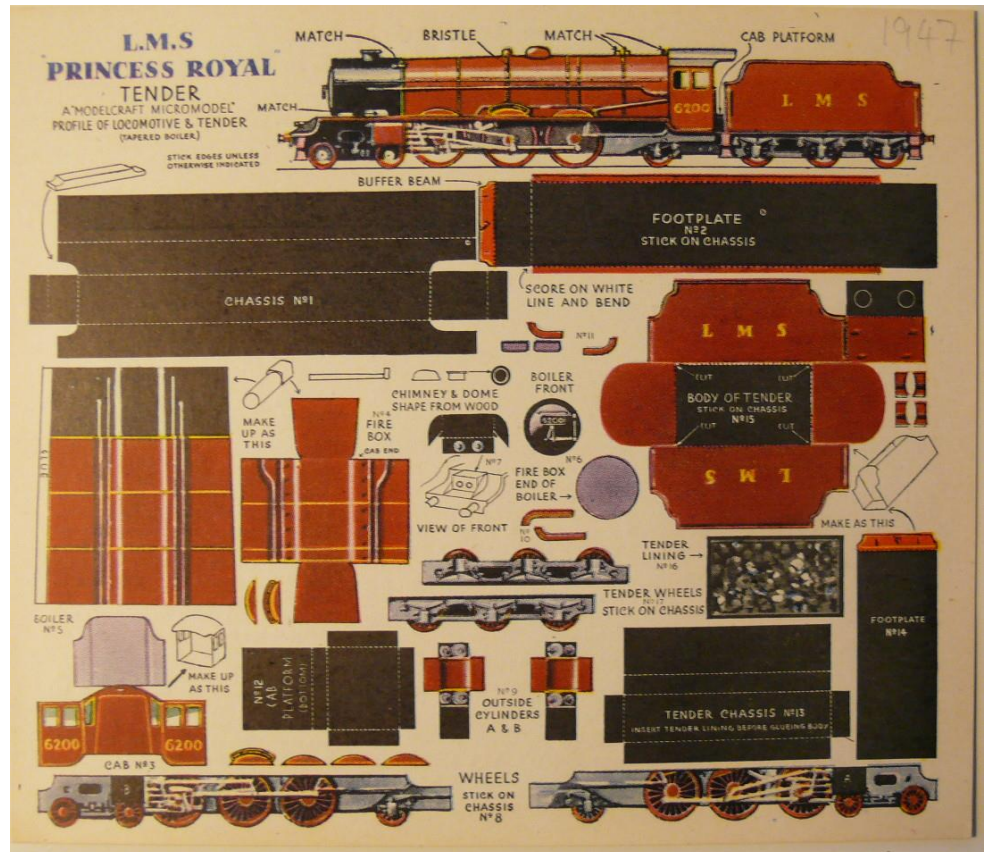 1947
L.M.S
"PRINCESS ROYAL"
TENDER
A "MODELCRAFT MICROMODEL"
PROFILE OF LOCOMOTIVE & TENDER
(TAPERED BOILER)
MATCH
BRISTLE
MATCH
CAB PLATFORM
MATCH
6200
L M S
STICK EDGES UNLESS
OTHERWISE INDICATED
BUFFER BEAM
FOOTPLATE
Nº2
STICK ON CHASSIS
CHASSIS Nº1
SCORE ON WHITE
LINE AND BEND
Nº11
L M S
MAKE
UP AS
THIS
Nº4
FIRE
BOX
CAB END
CHIMNEY & DOME
SHAPE FROM WOOD
BOILER
FRONT
6200
Nº6
Nº7
VIEW OF FRONT
FIRE BOX
END OF
BOILER
Nº
10
SLIT
SLIT
BODY OF TENDER
STICK ON CHASSIS
Nº15
SLIT
SLIT
L M S
MAKE AS THIS
TENDER
LINING
Nº16
TENDER WHEELS
Nº17
STICK ON CHASSIS
FOOTPLATE
Nº14
BOILER
Nº5
MAKE UP
AS THIS
Nº12
CAB
PLATFORM
(BOTTOM)
Nº9
OUTSIDE
CYLINDERS
A & B
TENDER CHASSIS Nº13
INSERT TENDER LINING BEFORE GLUEING BODY
6200
6200
CAB Nº3
WHEELS
STICK ON
CHASSIS
Nº8
B
A